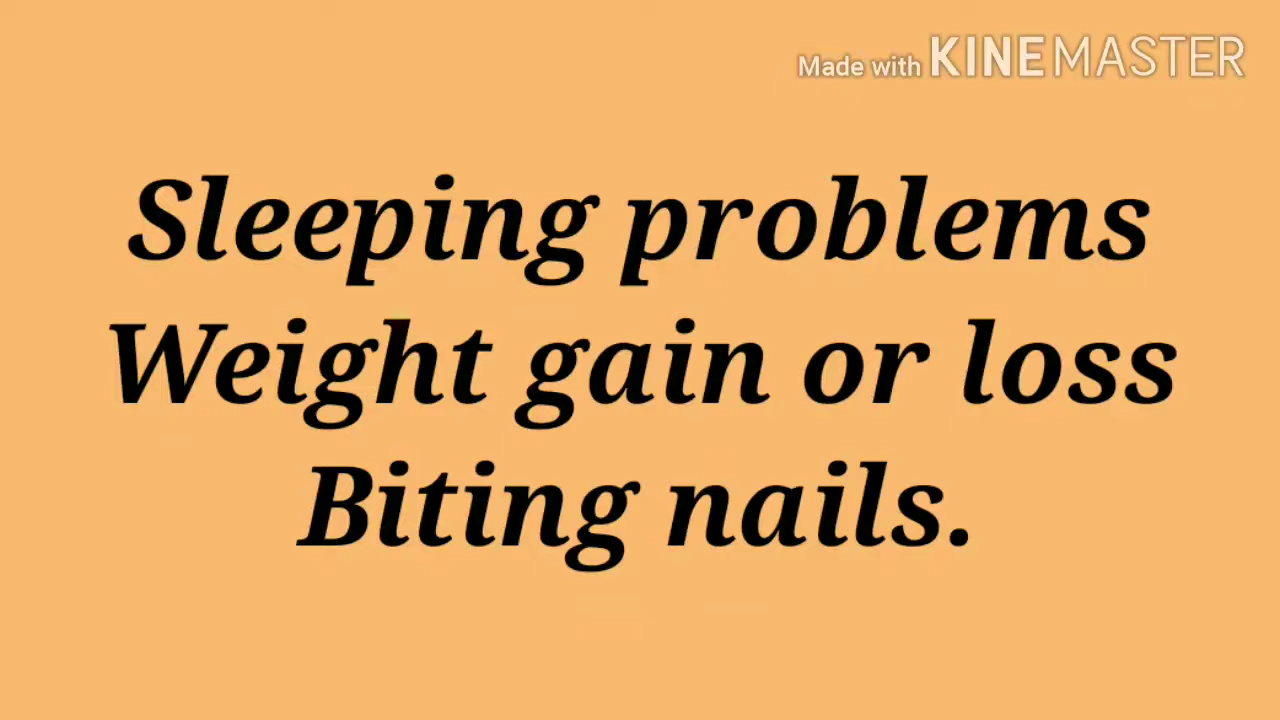 Made with KINEMASTER
Sleeping problems
Weight gain or loss
Biting nails.